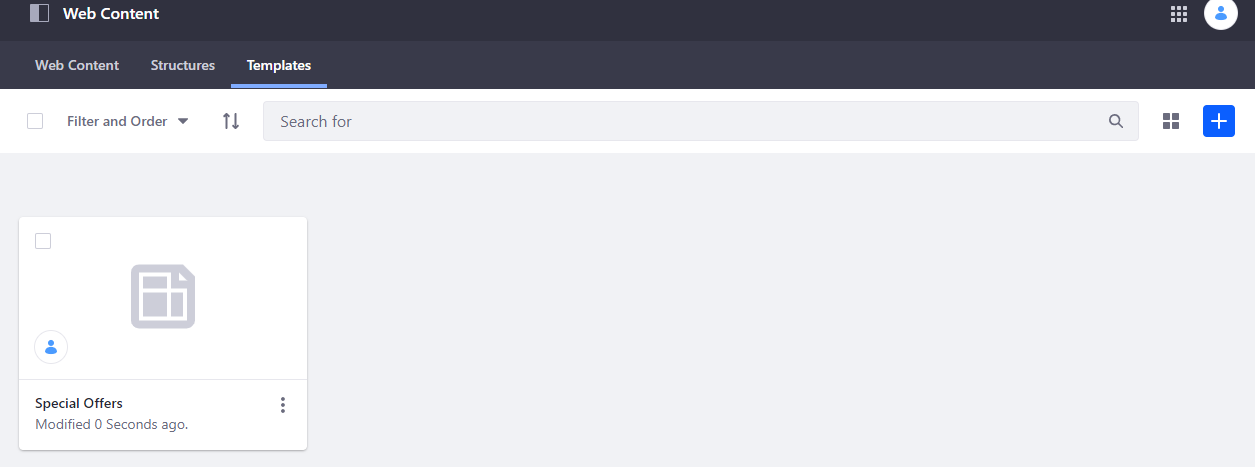 Web Content
Web Content Structures Templates
Filter and Order Search for
Special Offers
Modified 0 Seconds ago.